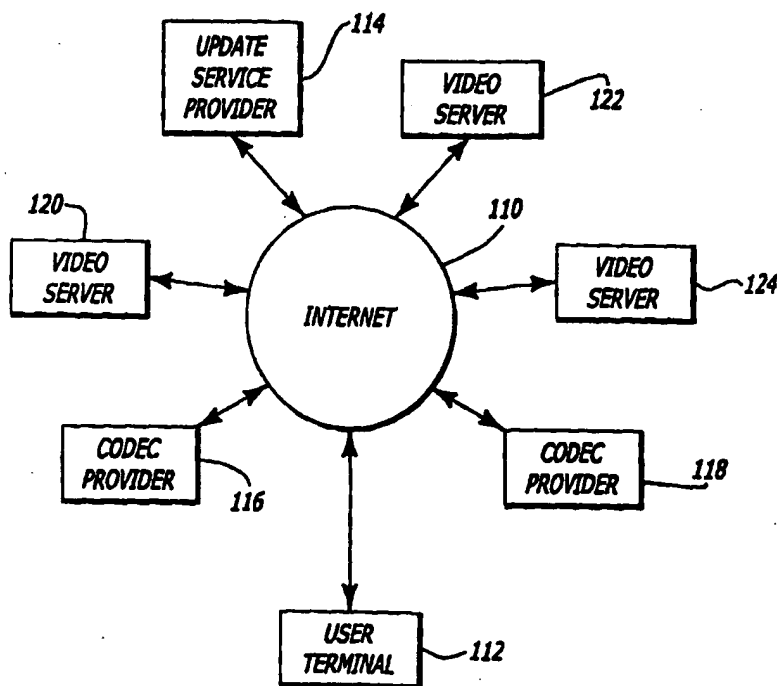 UPDATE
SERVICE
PROVIDER
114
VIDEO
SERVER
122
120
VIDEO
SERVER
110
INTERNET
VIDEO
SERVER
124
CODEC
PROVIDER
116
CODEC
PROVIDER
118
USER
TERMINAL
112